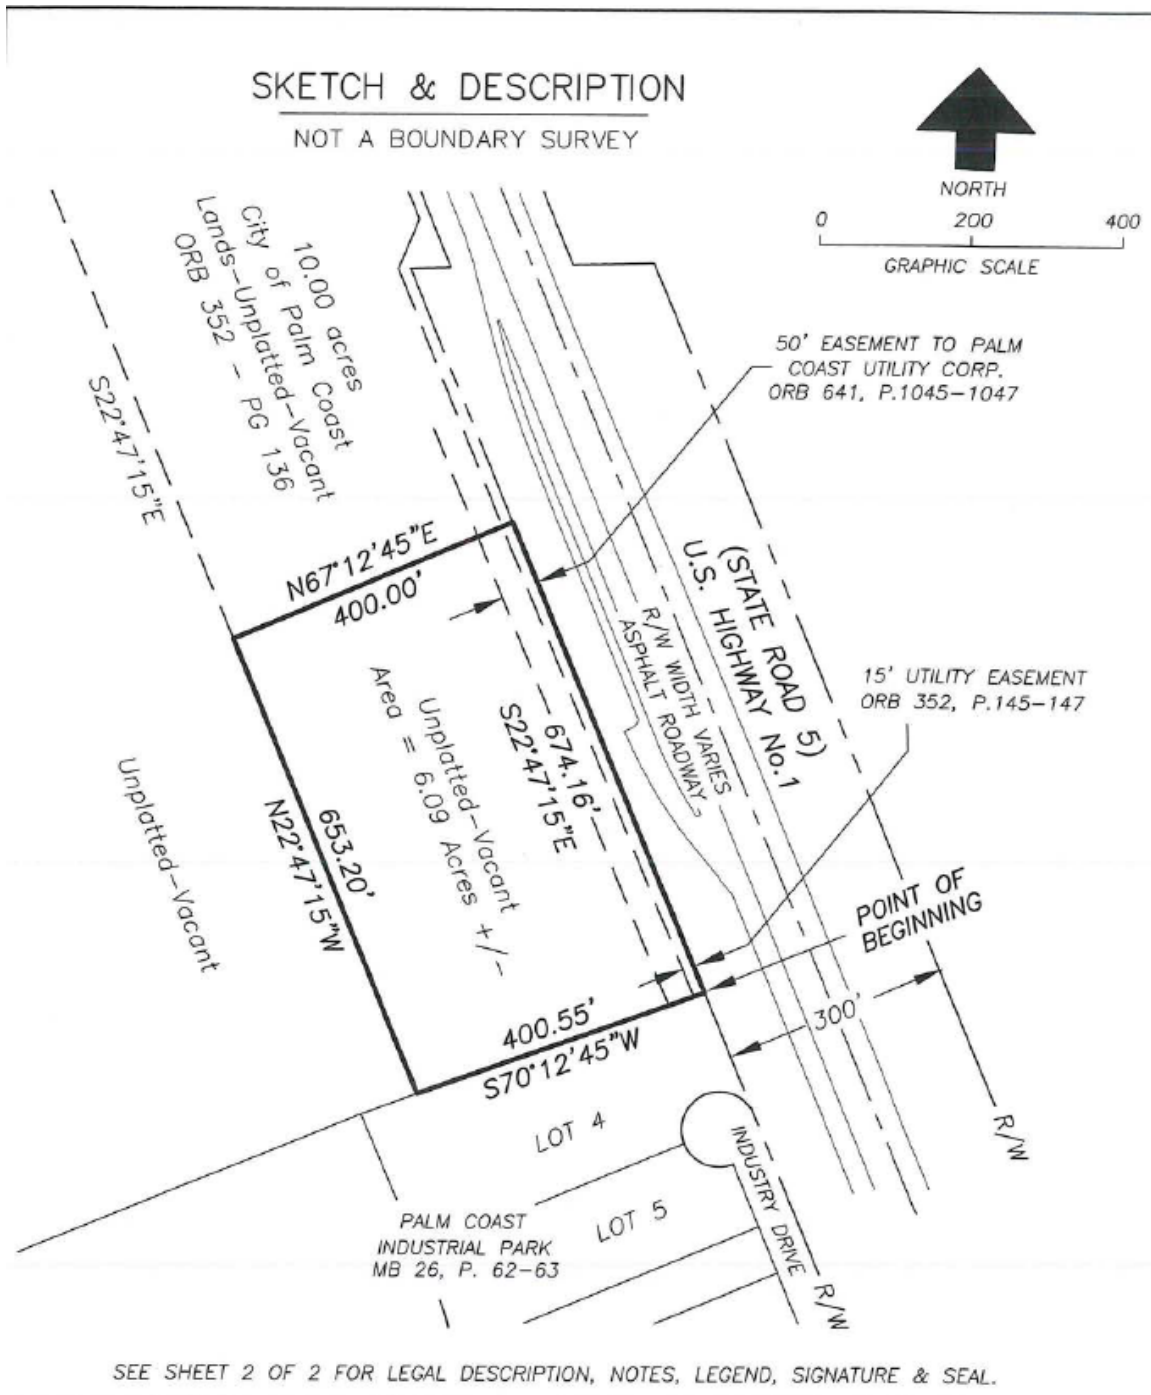 SKETCH & DESCRIPTION
NOT A BOUNDARY SURVEY
NORTH
0 200 400
GRAPHIC SCALE
10.00 acres
City of Palm Coast
Lands-Unplatted-Vacant
ORB 352 - PG 136
S22°47'15"E
50' EASEMENT TO PALM
COAST UTILITY CORP.
ORB 641, P.1045-1047
N67°12'45"E
400.00'
(STATE ROAD 5)
U.S. HIGHWAY No.1
R/W WIDTH VARIES
ASPHALT ROADWAY
15' UTILITY EASEMENT
ORB 352, P.145-147
674.16'
S22°47'15"E
Unplatted-Vacant
Area = 6.09 Acres +/-
Unplatted-Vacant
653.20'
N22°47'15"W
POINT OF
BEGINNING
300'
400.55'
S70°12'45"W
R/W
LOT 4
INDUSTRY DRIVE
LOT 5
PALM COAST
INDUSTRIAL PARK
MB 26, P. 62-63
R/W
SEE SHEET 2 OF 2 FOR LEGAL DESCRIPTION, NOTES, LEGEND, SIGNATURE & SEAL.